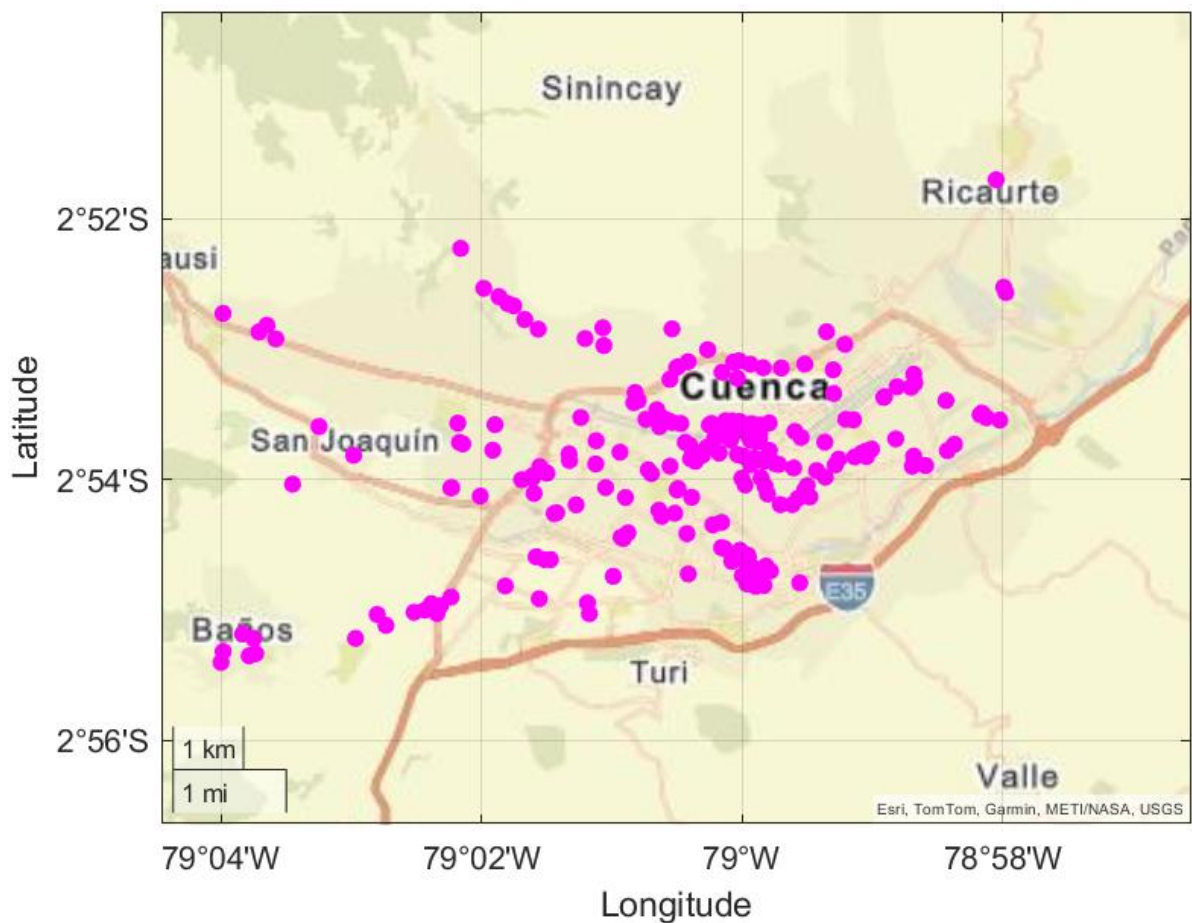 Sinincay
Ricaurte
2°52'S
ausi
Pa
Latitude
Cuenca
San Joaquín
2°54'S
E35
Baños
Turi
2°56'S
1 km
1 mi
Valle
Esri, TomTom, Garmin, METI/NASA, USGS
79°04'W 79°02'W 79°W 78°58'W
Longitude